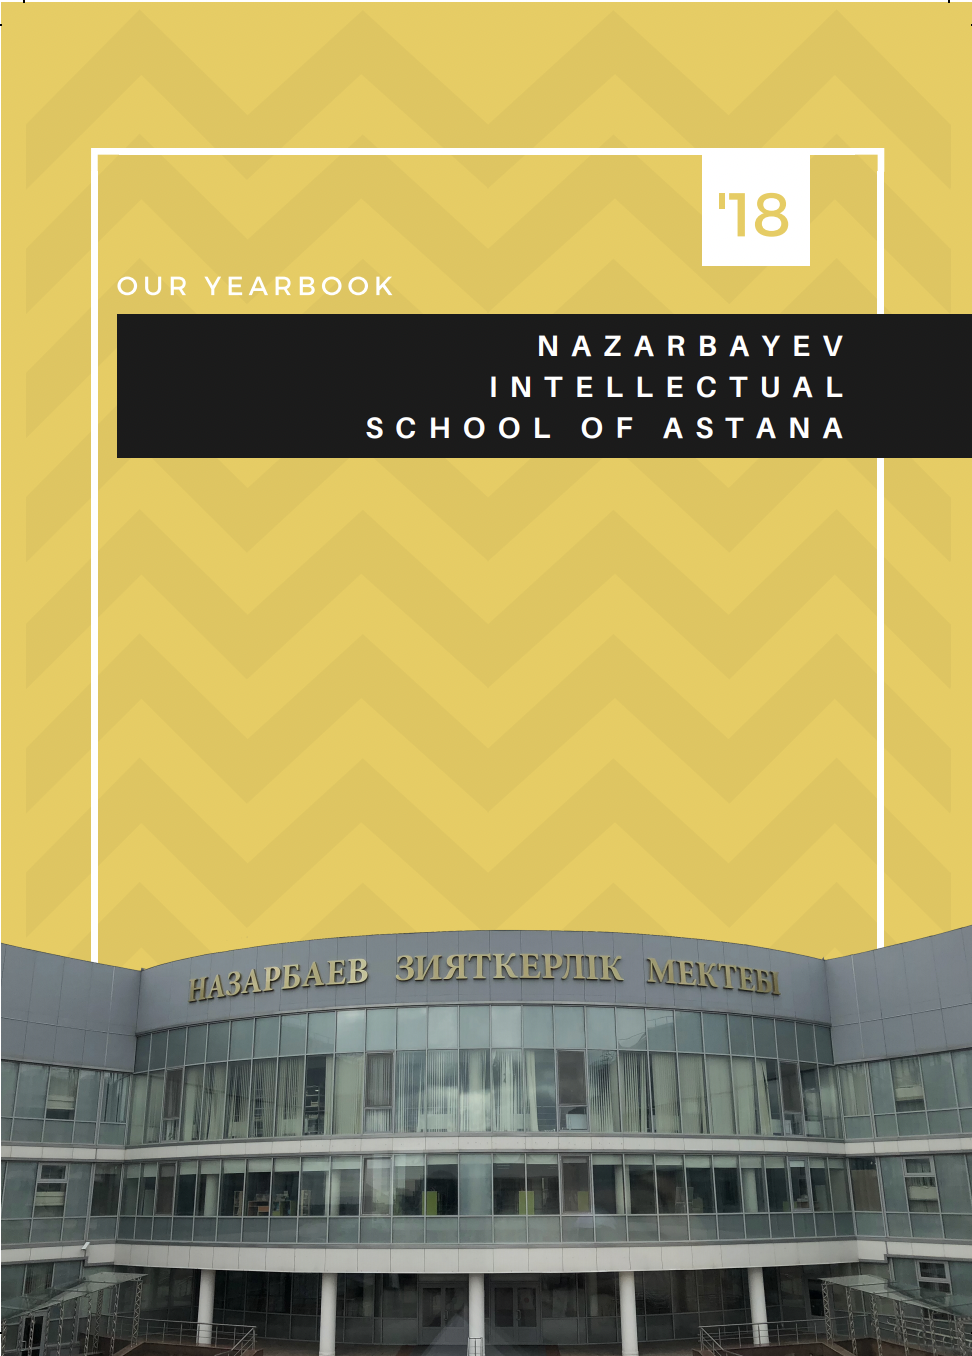 '18
OUR YEARBOOK
NAZARBAYEV
INTELLECTUAL
SCHOOL OF ASTANA
НАЗАРБАЕВ ЗИЯТКЕРЛІК МЕКТЕБІ